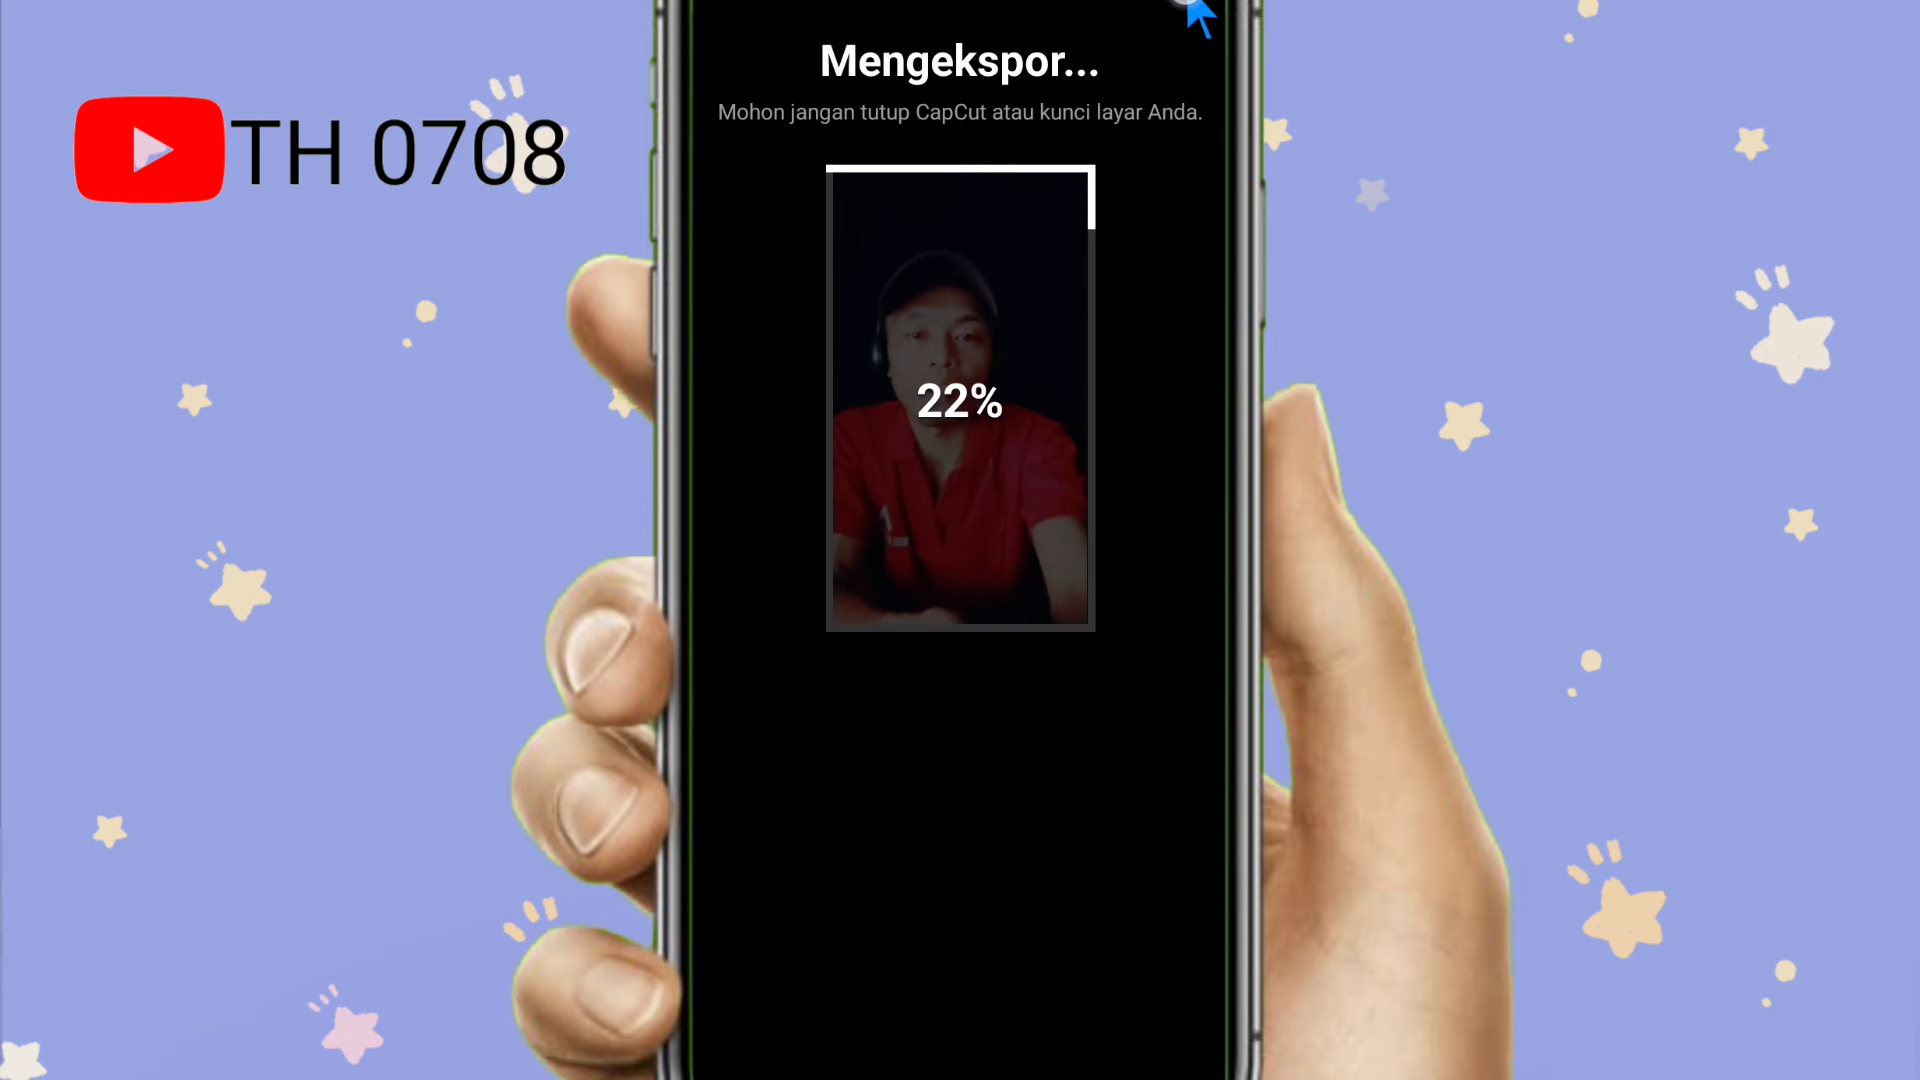 TH 0708
Mengekspor...
Mohon jangan tutup CapCut atau kunci layar Anda.
22%